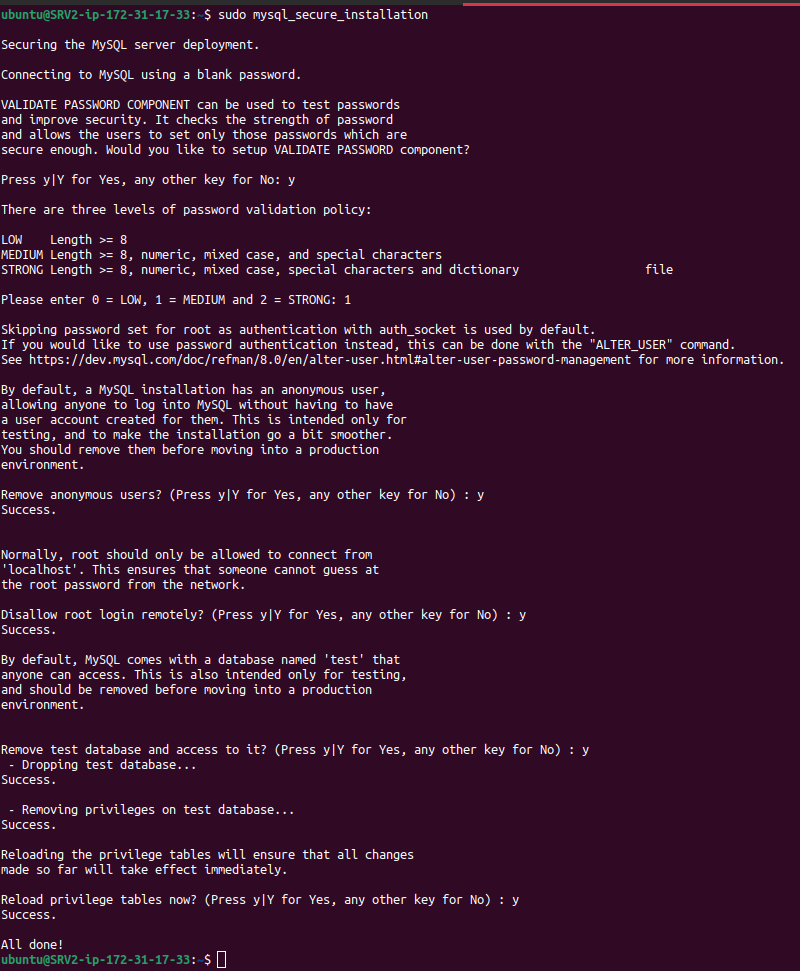 ubuntu@SRV2-ip-172-31-17-33:~$ sudo mysql_secure_installation
Securing the MySQL server deployment.
Connecting to MySQL using a blank password.
VALIDATE PASSWORD COMPONENT can be used to test passwords
and improve security. It checks the strength of password
and allows the users to set only those passwords which are
secure enough. Would you like to setup VALIDATE PASSWORD component?
Press y|Y for Yes, any other key for No: y
There are three levels of password validation policy:
LOW    Length >= 8
MEDIUM Length >= 8, numeric, mixed case, and special characters
STRONG Length >= 8, numeric, mixed case, special characters and dictionary                  file
Please enter 0 = LOW, 1 = MEDIUM and 2 = STRONG: 1
Skipping password set for root as authentication with auth_socket is used by default.
If you would like to use password authentication instead, this can be done with the "ALTER_USER" command.
See https://dev.mysql.com/doc/refman/8.0/en/alter-user.html#alter-user-password-management for more information.
By default, a MySQL installation has an anonymous user,
allowing anyone to log into MySQL without having to have
a user account created for them. This is intended only for
testing, and to make the installation go a bit smoother.
You should remove them before moving into a production
environment.
Remove anonymous users? (Press y|Y for Yes, any other key for No) : y
Success.
Normally, root should only be allowed to connect from
'localhost'. This ensures that someone cannot guess at
the root password from the network.
Disallow root login remotely? (Press y|Y for Yes, any other key for No) : y
Success.
By default, MySQL comes with a database named 'test' that
anyone can access. This is also intended only for testing,
and should be removed before moving into a production
environment.
Remove test database and access to it? (Press y|Y for Yes, any other key for No) : y
 - Dropping test database...
Success.
 - Removing privileges on test database...
Success.
Reloading the privilege tables will ensure that all changes
made so far will take effect immediately.
Reload privilege tables now? (Press y|Y for Yes, any other key for No) : y
Success.
All done!
ubuntu@SRV2-ip-172-31-17-33:~$